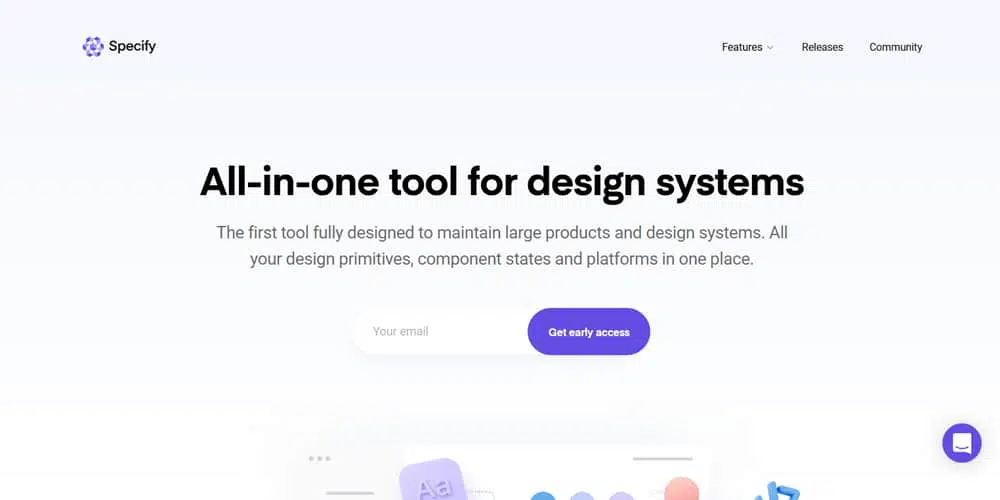 Specify
Features
Releases
Community
All-in-one tool for design systems
The first tool fully designed to maintain large products and design systems. All
your design primitives, component states and platforms in one place.
Your email
Get early access
Aa